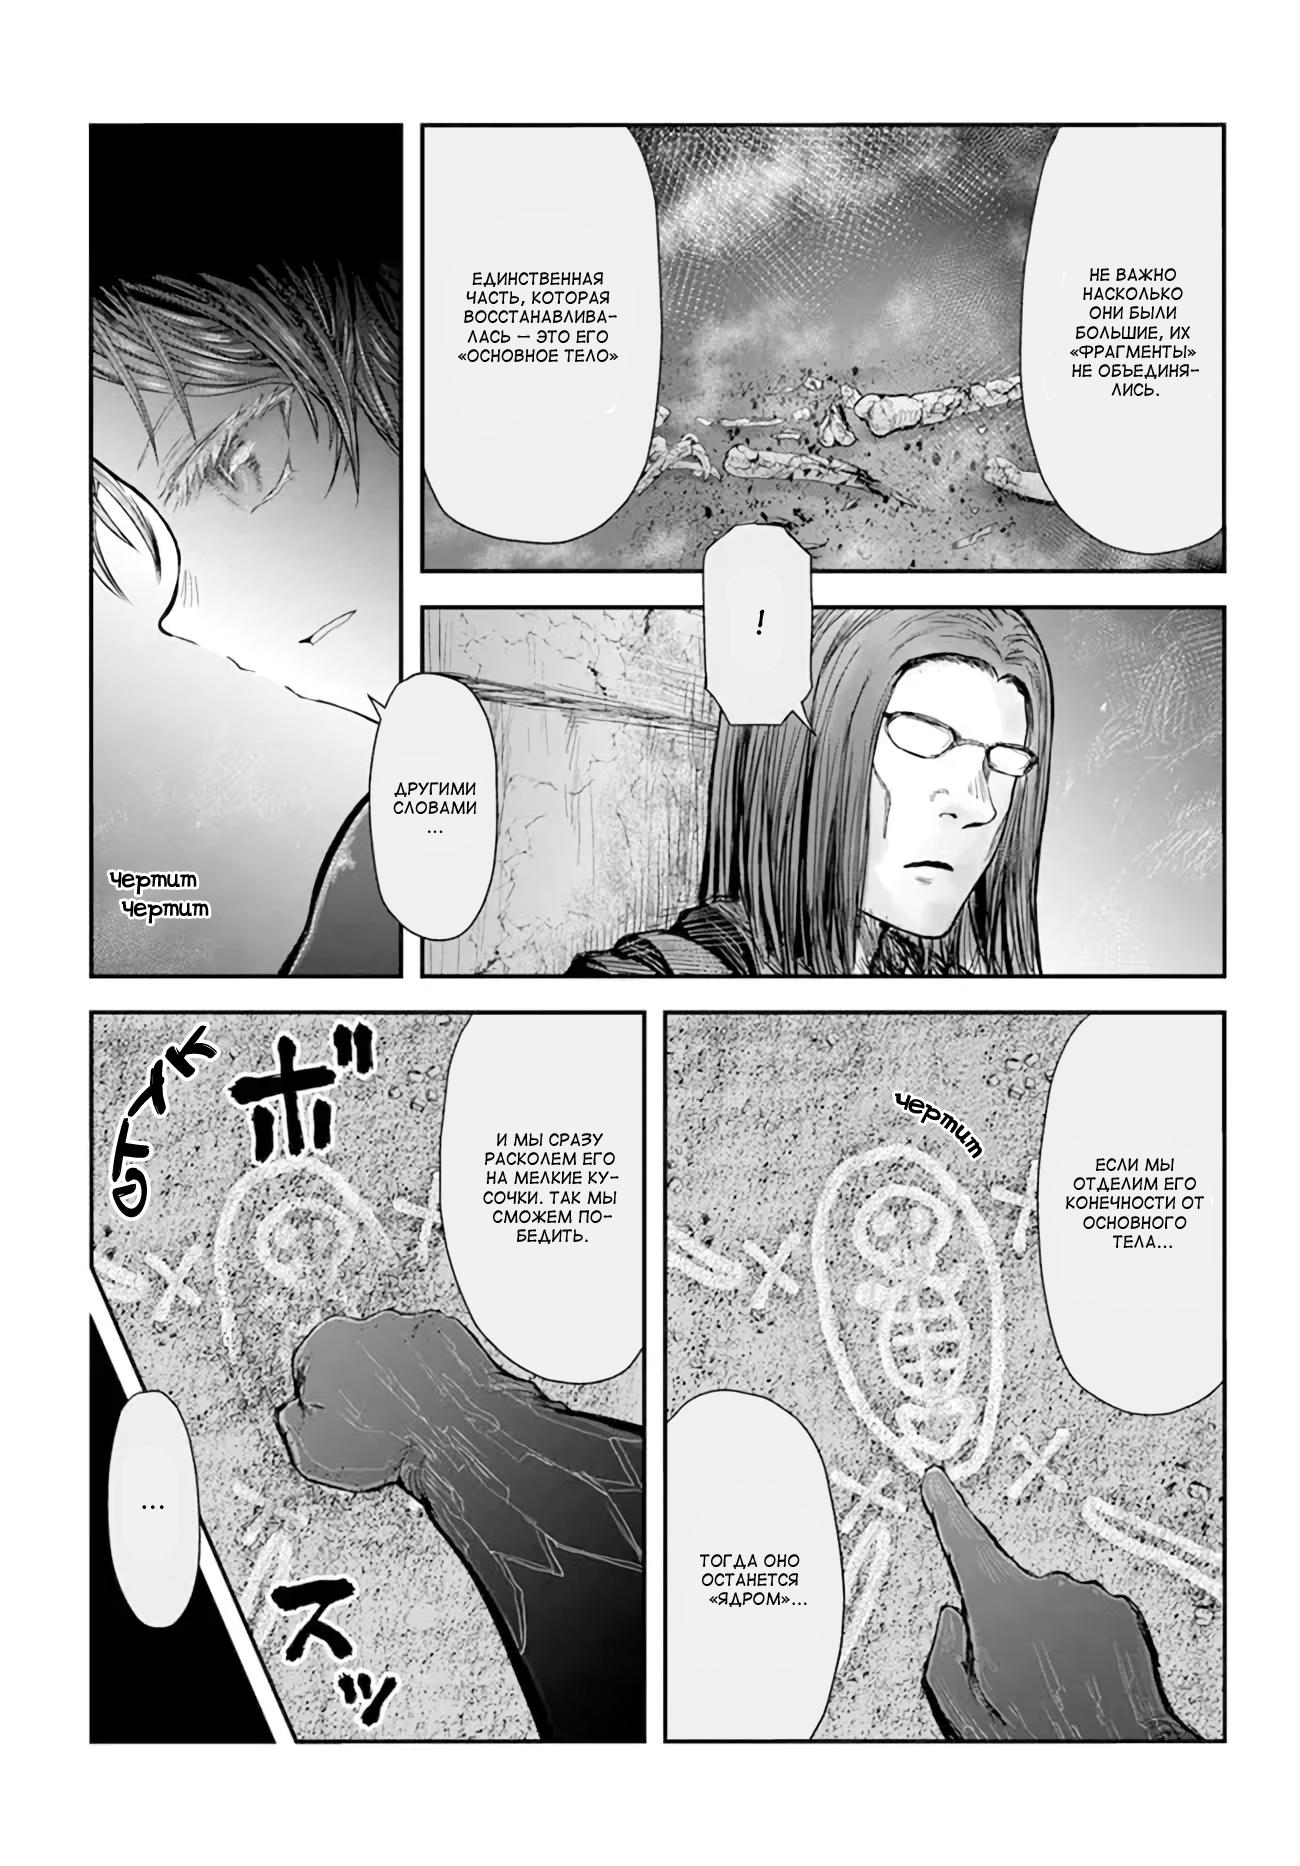 НЕ ВАЖНО
НАСКОЛЬКО
ОНИ БЫЛИ
БОЛЬШИЕ, ИХ
«ФРАГМЕНТЫ»
НЕ ОБЪЕДИНЯ-
ЛИСЬ.
ЕДИНСТВЕННАЯ
ЧАСТЬ, КОТОРАЯ
ВОССТАНАВЛИВА-
ЛАСЬ — ЭТО ЕГО
«ОСНОВНОЕ ТЕЛО»
!
ДРУГИМИ
СЛОВАМИ
...
чертит
чертит
чертит
ЕСЛИ МЫ
ОТДЕЛИМ ЕГО
КОНЕЧНОСТИ ОТ
ОСНОВНОГО
ТЕЛА...
ТОГДА ОНО
ОСТАНЕТСЯ
«ЯДРОМ»...
И МЫ СРАЗУ
РАСКОЛЕМ ЕГО
НА МЕЛКИЕ КУ-
СОЧКИ. ТАК МЫ
СМОЖЕМ ПО-
БЕДИТЬ.
ボ
スッ
СТУК
...